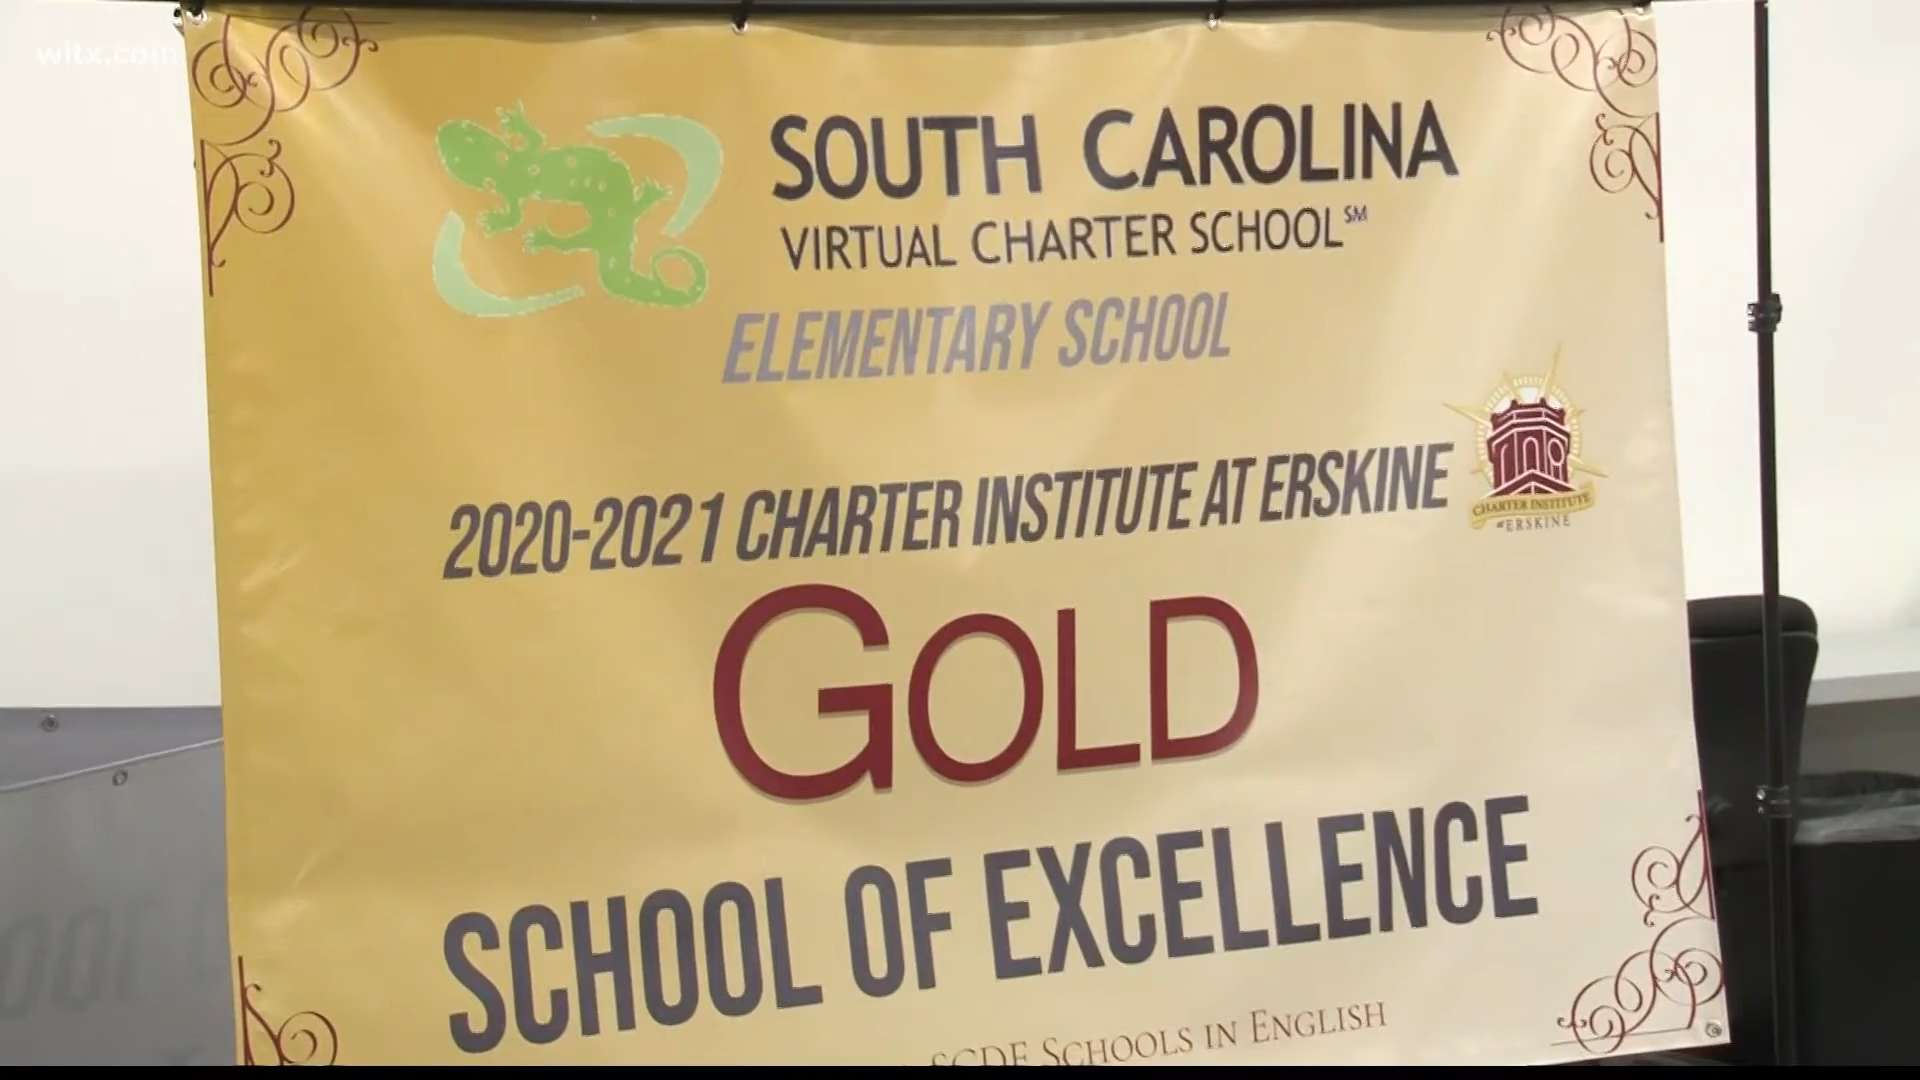 wltx.com
SOUTH CAROLINA
VIRTUAL CHARTER SCHOOL℠
ELEMENTARY SCHOOL
2020-2021 CHARTER INSTITUTE AT ERSKINE
CHARTER INSTITUTE
AT ERSKINE
GOLD
SCHOOL OF EXCELLENCE
SCDE SCHOOLS IN ENGLISH